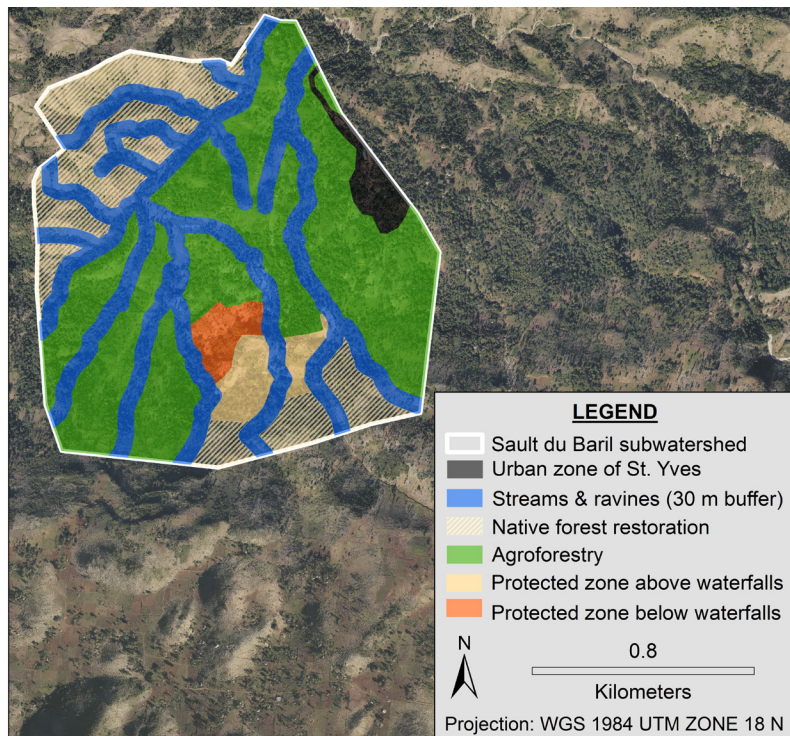 LEGEND
Sault du Baril subwatershed
Urban zone of St. Yves
Streams & ravines (30 m buffer)
Native forest restoration
Agroforestry
Protected zone above waterfalls
Protected zone below waterfalls
N
0.8
Kilometers
Projection: WGS 1984 UTM ZONE 18 N